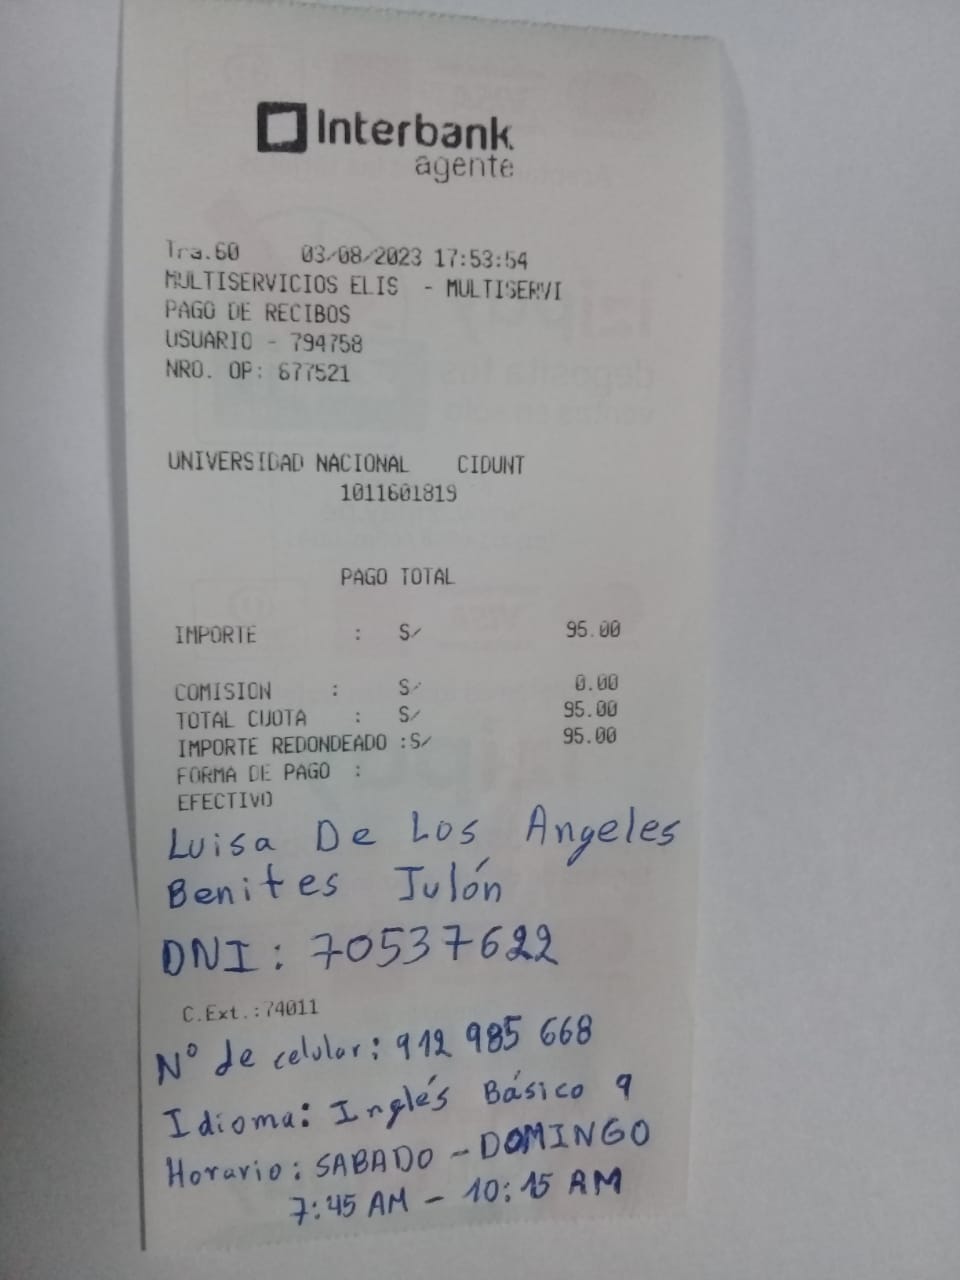 Interbank
agente
Tra.60 03/08/2023 17:53:54
MULTISERVICIOS ELIS - MULTISERVI
PAGO DE RECIBOS
USUARIO - 794758
NRO. OP: 677521
UNIVERSIDAD NACIONAL CIDUNT
1011601819
PAGO TOTAL
IMPORTE : S/ 95.00
COMISION : S/ 0.00
TOTAL CUOTA : S/ 95.00
IMPORTE REDONDEADO :S/ 95.00
FORMA DE PAGO :
EFECTIVO
Luisa De Los Angeles
Benites Julón
DNI: 70537622
C.Ext.:74011
N° de celular: 912 985 668
Idioma: Inglés Básico 9
Horario: SABADO - DOMINGO
7:45 AM - 10:15 AM